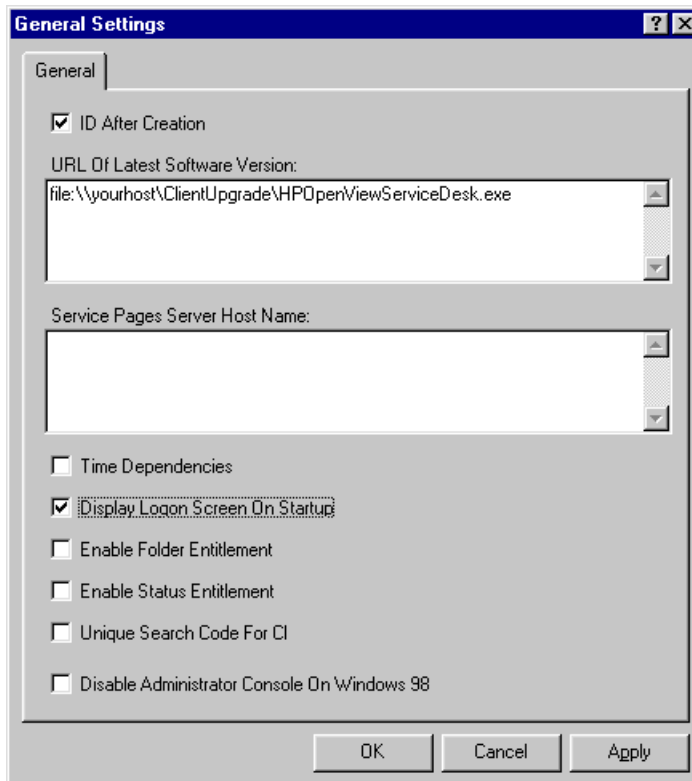 General Settings
General
ID After Creation
URL Of Latest Software Version:
file:\\yourhost\ClientUpgrade\HPOpenViewServiceDesk.exe
Service Pages Server Host Name:
Time Dependencies
Display Logon Screen On Startup
Enable Folder Entitlement
Enable Status Entitlement
Unique Search Code For CI
Disable Administrator Console On Windows 98
OK
Cancel
Apply